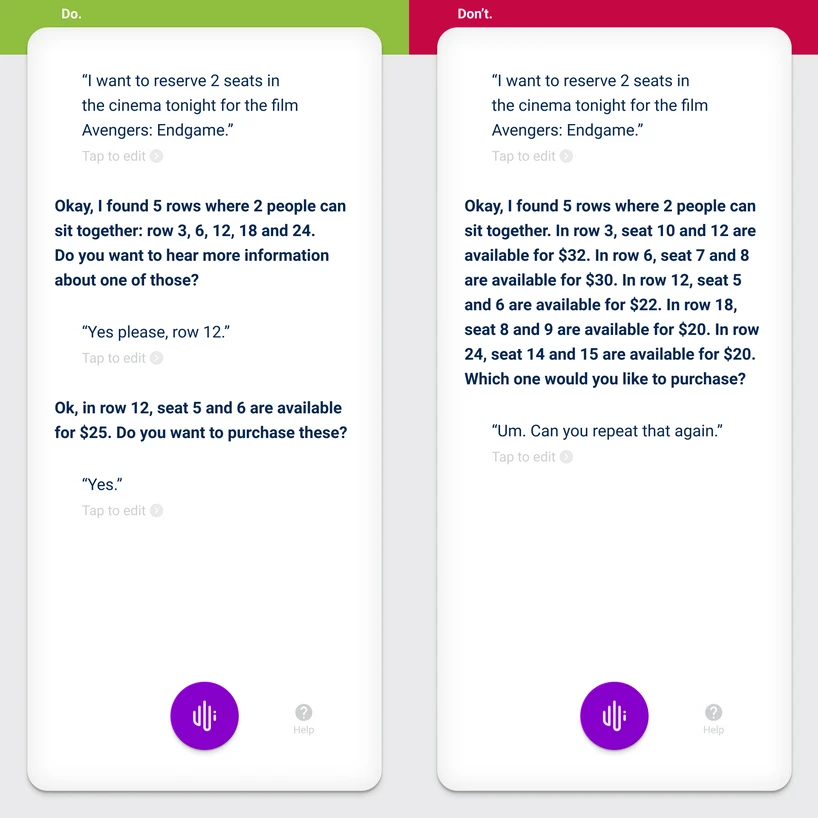 Do.
“I want to reserve 2 seats in
the cinema tonight for the film
Avengers: Endgame.”
Tap to edit
Okay, I found 5 rows where 2 people can
sit together: row 3, 6, 12, 18 and 24.
Do you want to hear more information
about one of those?
“Yes please, row 12.”
Tap to edit
Ok, in row 12, seat 5 and 6 are available
for $25. Do you want to purchase these?
“Yes.”
Tap to edit
Help
Don’t.
“I want to reserve 2 seats in
the cinema tonight for the film
Avengers: Endgame.”
Tap to edit
Okay, I found 5 rows where 2 people can
sit together. In row 3, seat 10 and 12 are
available for $32. In row 6, seat 7 and 8
are available for $30. In row 12, seat 5
and 6 are available for $22. In row 18,
seat 8 and 9 are available for $20. In row
24, seat 14 and 15 are available for $20.
Which one would you like to purchase?
“Um. Can you repeat that again.”
Tap to edit
Help